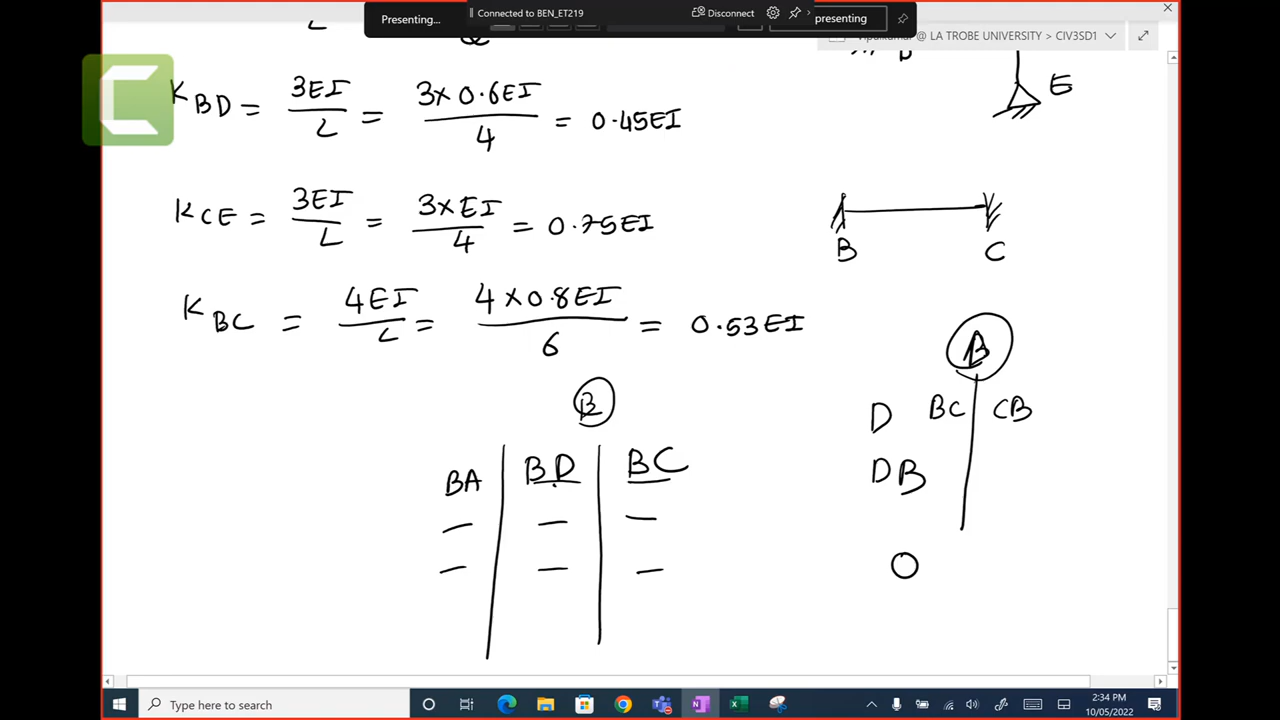 Presenting...
Connected to BEN_ET219
Disconnect
presenting
@ LA TROBE UNIVERSITY > CIV3SD1
L
E
K BD = 3EI / L = 3 x 0.6EI / 4 = 0.45EI
K CE = 3EI / L = 3 x EI / 4 = 0.75EI
B C
K BC = 4EI / L = 4 x 0.8EI / 6 = 0.53EI
B
B
BA BD BC
D BC CB
DB
O
Type here to search
2:34 PM
10/05/2022